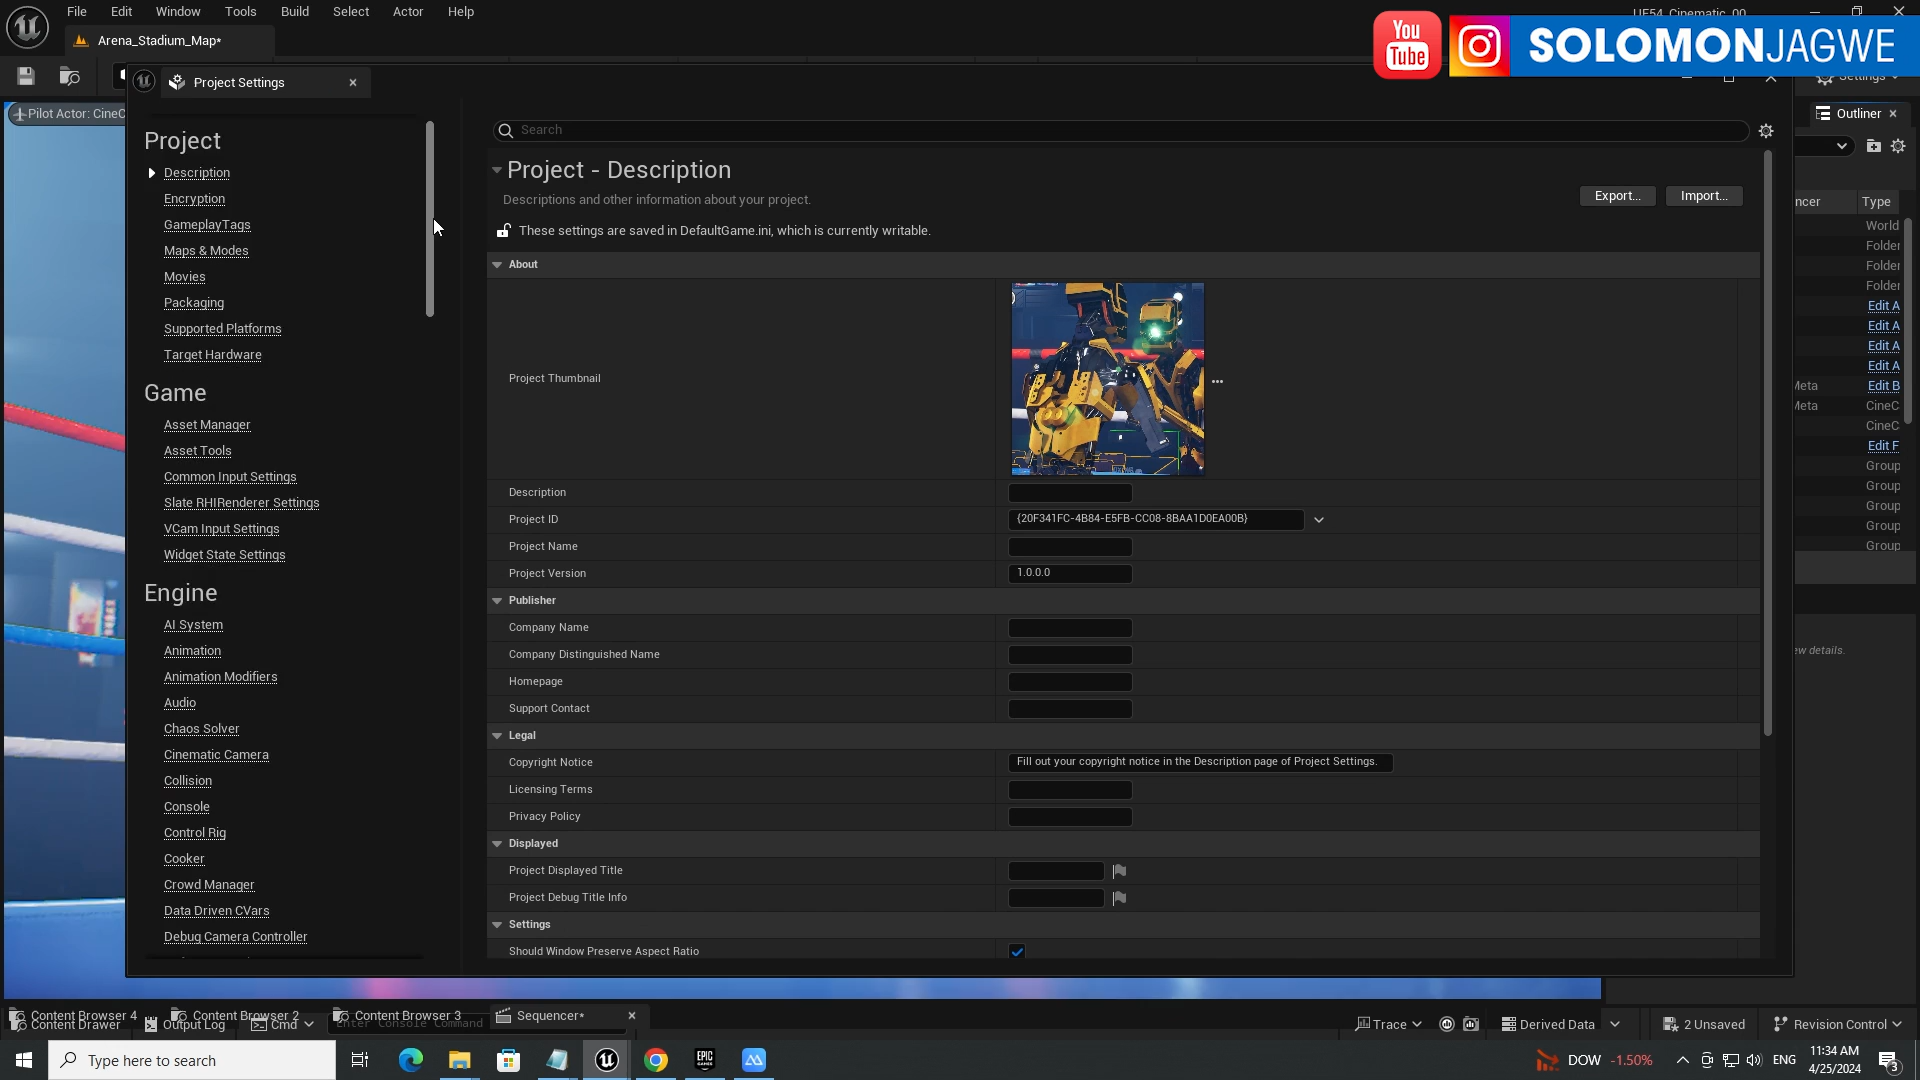 File Edit Window Tools Build Select Actor Help
Arena_Stadium_Map*
You
Tube
SOLOMONJAGWE
Project Settings
Settings
Pilot Actor: CineC
Outliner
Search
Project
Description
Encryption
GameplayTags
Maps & Modes
Movies
Packaging
Supported Platforms
Target Hardware
Game
Asset Manager
Asset Tools
Common Input Settings
Slate RHIRenderer Settings
VCam Input Settings
Widget State Settings
Engine
AI System
Animation
Animation Modifiers
Audio
Chaos Solver
Cinematic Camera
Collision
Console
Control Rig
Cooker
Crowd Manager
Data Driven CVars
Debug Camera Controller
Project - Description
Descriptions and other information about your project.
Export... Import...
These settings are saved in DefaultGame.ini, which is currently writable.
About
Project Thumbnail
Description
Project ID {20F341FC-4B84-E5FB-CC08-8BAA1D0EA00B}
Project Name
Project Version 1.0.0.0
Publisher
Company Name
Company Distinguished Name
Homepage
Support Contact
Legal
Copyright Notice Fill out your copyright notice in the Description page of Project Settings.
Licensing Terms
Privacy Policy
Displayed
Project Displayed Title
Project Debug Title Info
Settings
Should Window Preserve Aspect Ratio
ncer Type
World
Folder
Folder
Folder
Edit A
Edit A
Edit A
Edit A
Meta Edit B
Meta CineC
CineC
Edit F
Group
Group
Group
Group
Group
ew details.
Content Browser 4 Content Browser 2 Content Browser 3 Sequencer*
Content Drawer Output Log Cmd Enter Console Command Trace Derived Data 2 Unsaved Revision Control
Type here to search
EPIC
GAMES
DOW -1.50%
ENG
11:34 AM
4/25/2024
3